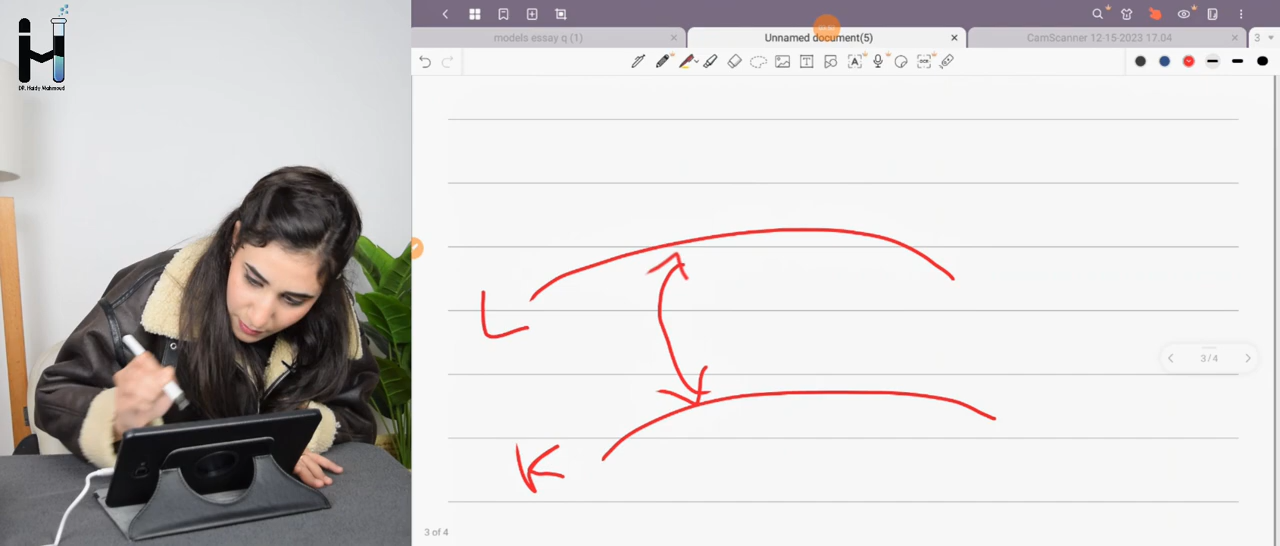 H
DR. Haidy Mahmoud
models essay q (1)
Unnamed document(5)
CamScanner 12-15-2023 17.04
3
L
K
3/4
3 of 4